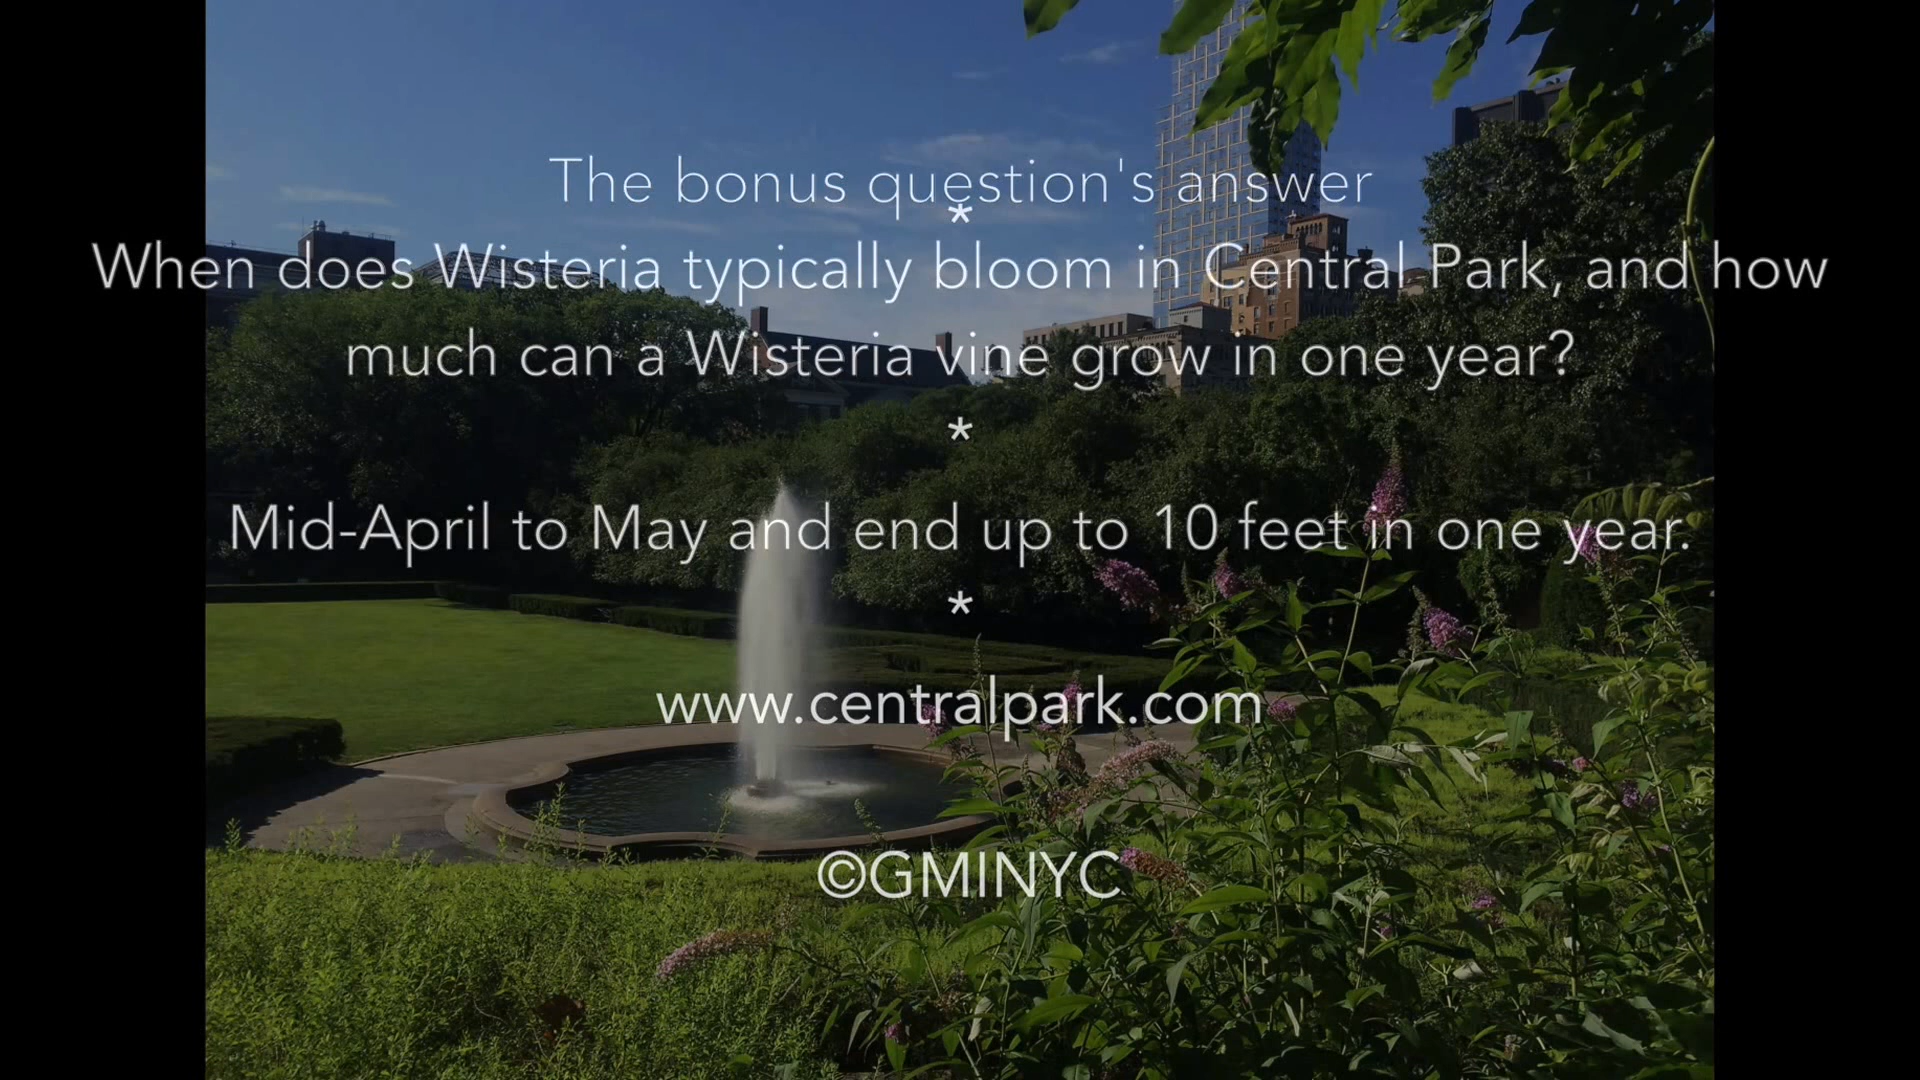 The bonus question's answer
*
When does Wisteria typically bloom in Central Park, and how
much can a Wisteria vine grow in one year?
*
Mid-April to May and end up to 10 feet in one year.
*
www.centralpark.com
©GMINYC